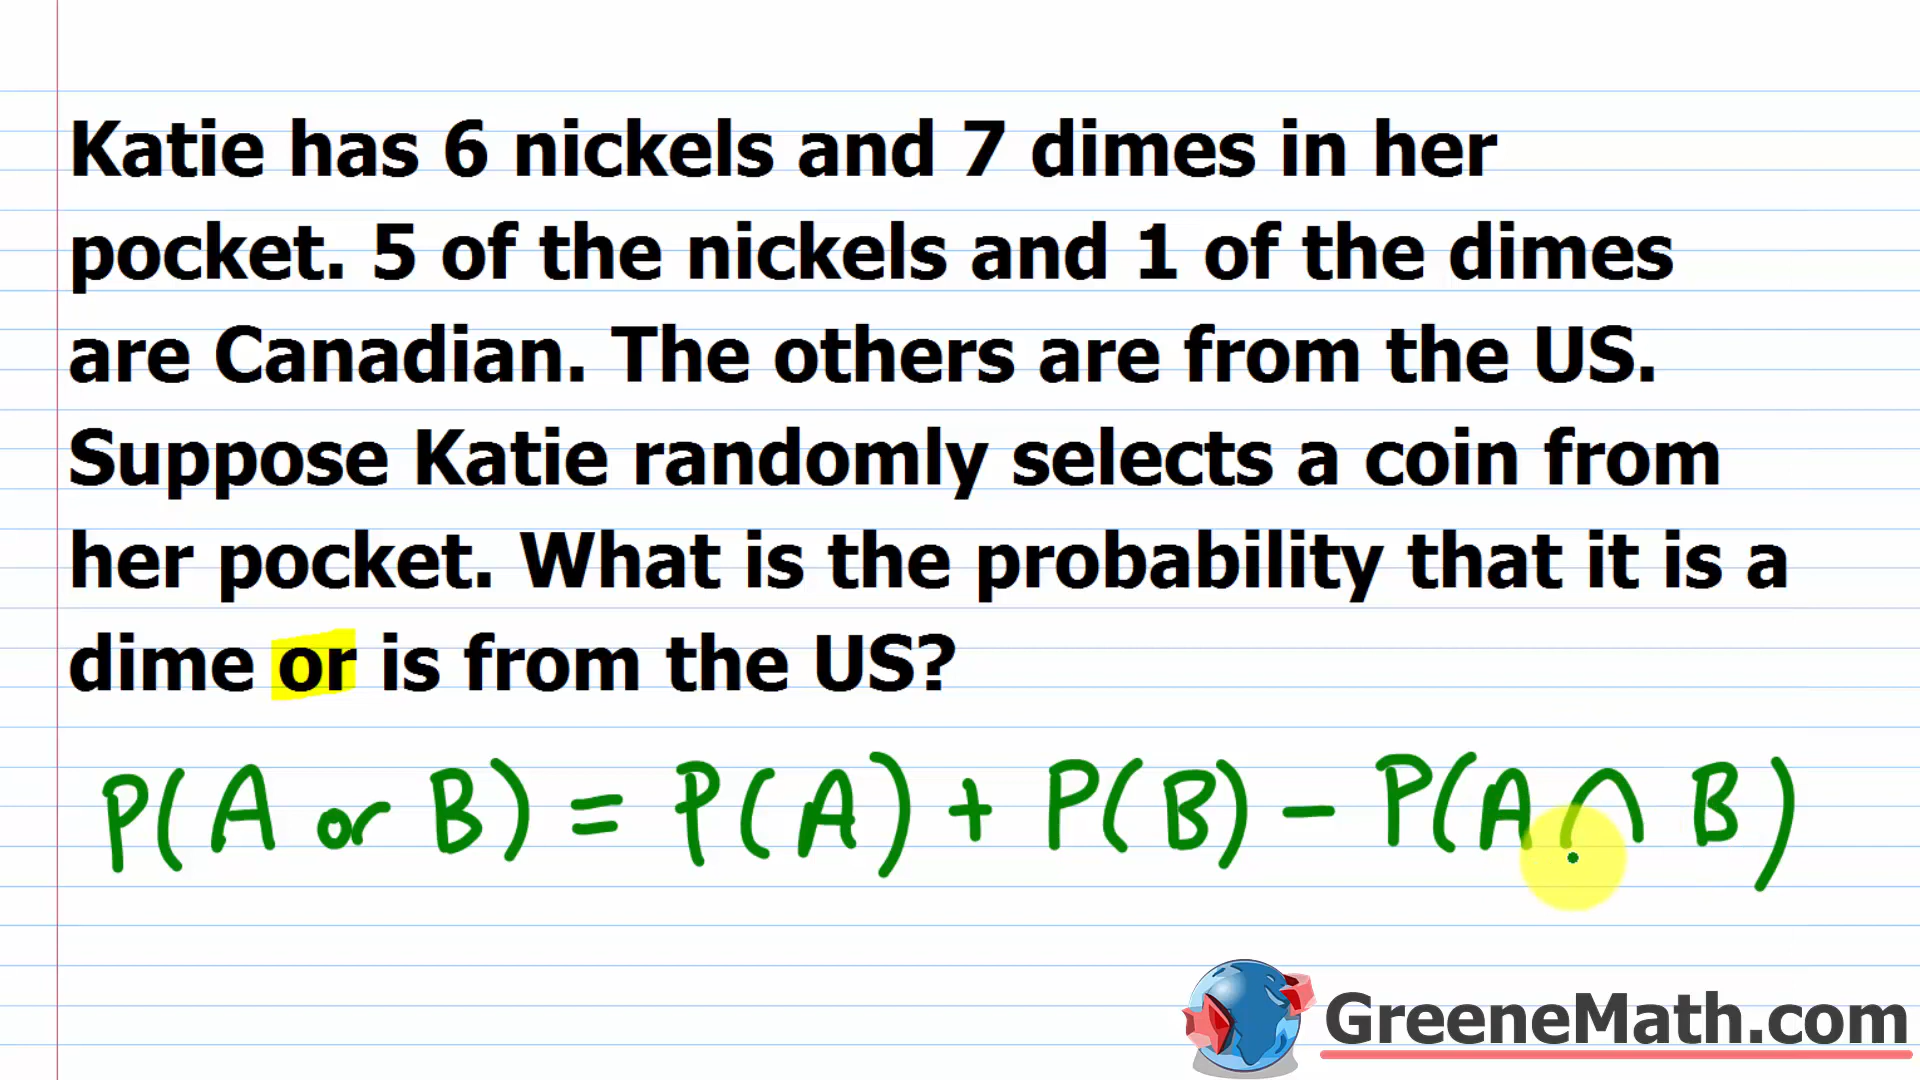 Katie has 6 nickels and 7 dimes in her
pocket. 5 of the nickels and 1 of the dimes
are Canadian. The others are from the US.
Suppose Katie randomly selects a coin from
her pocket. What is the probability that it is a
dime or is from the US?
P(A or B) = P(A) + P(B) - P(A ∩ B)
GreeneMath.com